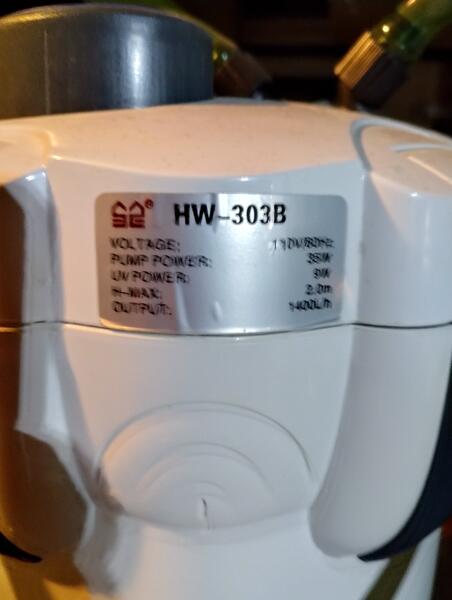 ® HW-303B
VOLTAGE: 110V/60Hz
PUMP POWER: 35W
UV POWER: 9W
H-MAX: 2.0m
OUTPUT: 1400L/h